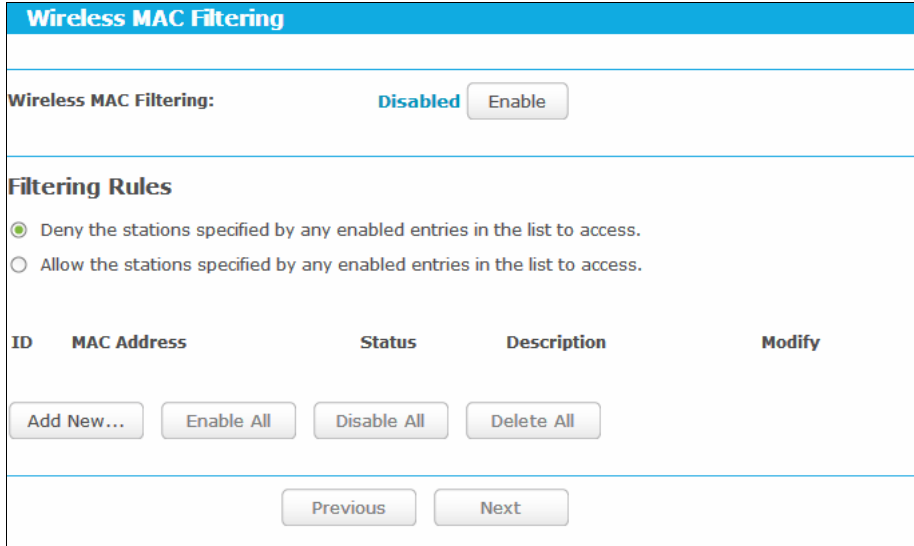 Wireless MAC Filtering
Wireless MAC Filtering: Disabled Enable
Filtering Rules
Deny the stations specified by any enabled entries in the list to access.
Allow the stations specified by any enabled entries in the list to access.
ID MAC Address Status Description Modify
Add New... Enable All Disable All Delete All
Previous Next